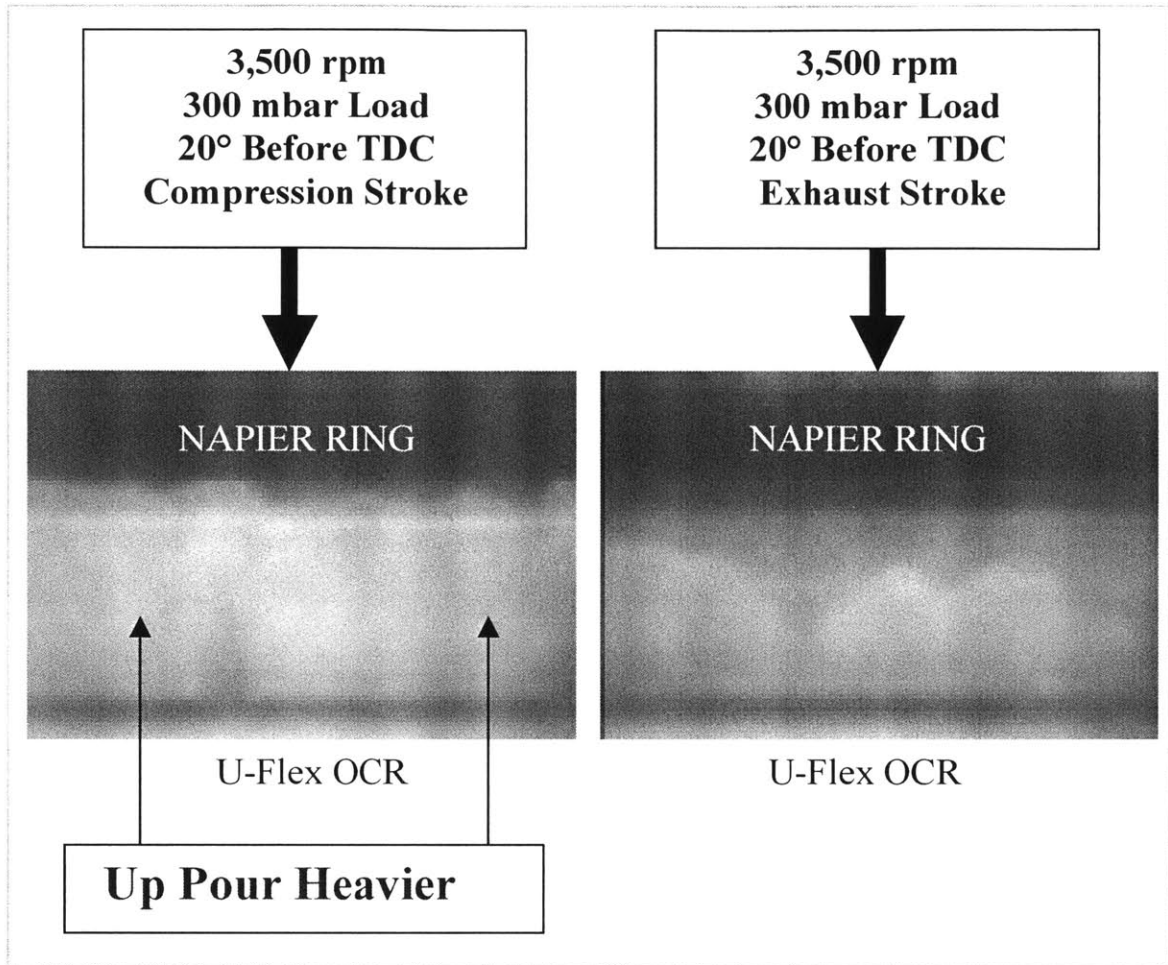 3,500 rpm
300 mbar Load
20° Before TDC
Compression Stroke
3,500 rpm
300 mbar Load
20° Before TDC
Exhaust Stroke
NAPIER RING
NAPIER RING
U-Flex OCR
U-Flex OCR
Up Pour Heavier